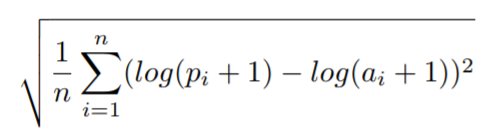 √(1/n ∑_{i=1}^{n} (log(p_i + 1) − log(a_i + 1))²)